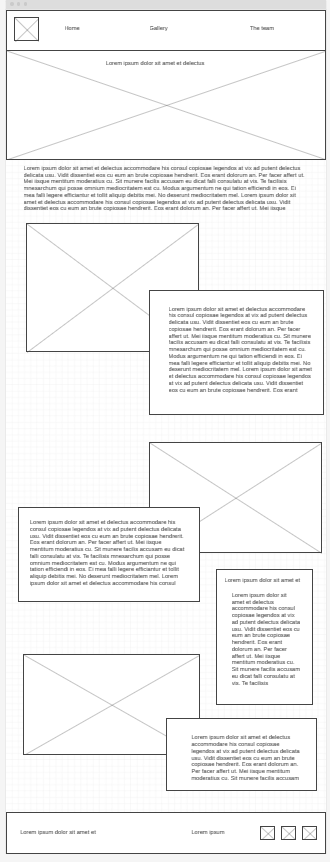 Home
Gallery
The team
Lorem ipsum dolor sit amet et delectus
Lorem ipsum dolor sit amet et delectus accommodare his consul copiosae legendos at vix ad putent delectus
delicata usu. Vidit dissentiet eos cu eum an brute copiosae hendrerit. Eos erant dolorum an. Per facer affert ut.
Mei iisque mentitum moderatius cu. Sit munere facilis accusam eu dicat falli consulatu at vix. Te facilisis
mnesarchum qui posse omnium mediocritatem est cu. Modus argumentum ne qui tation efficiendi in eos. Ei
mea falli legere efficiantur et tollit aliquip debitis mei. No deserunt mediocrem mel. Lorem ipsum dolor sit
amet et delectus accommodare his consul copiosae legendos at vix ad putent delectus delicata usu. Vidit
dissentiet eos cu eum an brute copiosae hendrerit. Eos erant dolorum an. Per facer affert ut. Mei iisque
Lorem ipsum dolor sit amet et delectus accommodare
his consul copiosae legendos at vix ad putent delectus
delicata usu. Vidit dissentiet eos cu eum an brute
copiosae hendrerit. Eos erant dolorum an. Per facer
affert ut. Mei iisque mentitum moderatius cu. Sit munere
facilis accusam eu dicat falli consulatu at vix. Te facilisis
mnesarchum qui posse omnium mediocritatem est cu.
Modus argumentum ne qui tation efficiendi in eos. Ei
mea falli legere efficiantur et tollit aliquip debitis mei. No
deserunt mediocrem mel. Lorem ipsum dolor sit amet
et delectus accommodare his consul copiosae legendos
at vix ad putent delectus delicata usu. Vidit dissentiet
eos cu eum an brute copiosae hendrerit. Eos erant
Lorem ipsum dolor sit amet et delectus accommodare his
consul copiosae legendos at vix ad putent delectus delicata
usu. Vidit dissentiet eos cu eum an brute copiosae hendrerit.
Eos erant dolorum an. Per facer affert ut. Mei iisque
mentitum moderatius cu. Sit munere facilis accusam eu dicat
falli consulatu at vix. Te facilisis mnesarchum qui posse
omnium mediocritatem est cu. Modus argumentum ne qui
tation efficiendi in eos. Ei mea falli legere efficiantur et tollit
aliquip debitis mei. No deserunt mediocrem mel. Lorem
ipsum dolor sit amet et delectus accommodare his consul
Lorem ipsum dolor sit amet et
Lorem ipsum dolor sit
amet et delectus
accommodare his consul
copiosae legendos at vix
ad putent delectus delicata
usu. Vidit dissentiet eos cu
eum an brute copiosae
hendrerit. Eos erant
dolorum an. Per facer
affert ut. Mei iisque
mentitum moderatius cu.
Sit munere facilis accusam
eu dicat falli consulatu at
vix. Te facilisis
Lorem ipsum dolor sit amet et delectus
accommodare his consul copiosae
legendos at vix ad putent delectus delicata
usu. Vidit dissentiet eos cu eum an brute
copiosae hendrerit. Eos erant dolorum an.
Per facer affert ut. Mei iisque mentitum
moderatius cu. Sit munere facilis accusam
Lorem ipsum dolor sit amet et
Lorem ipsum